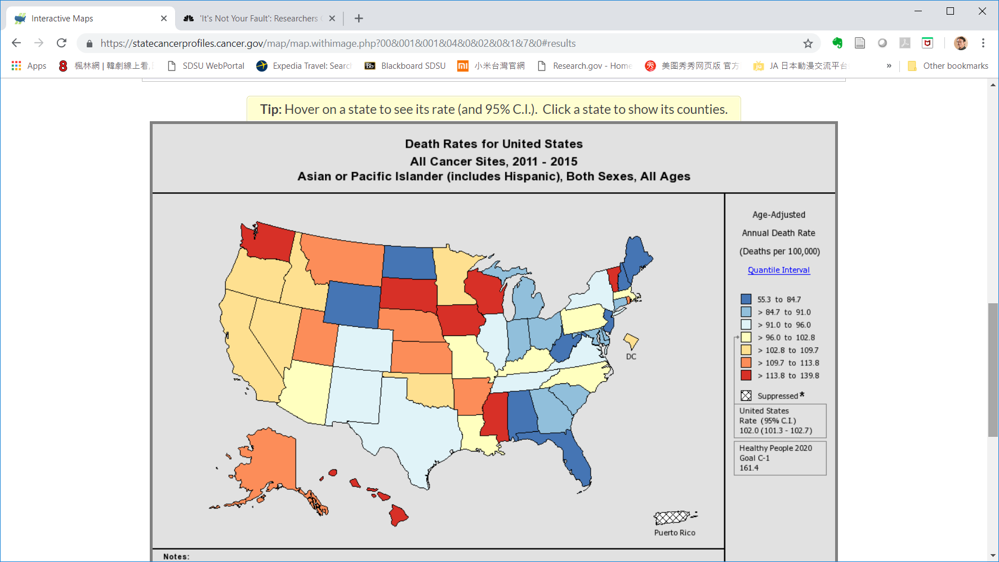 Interactive Maps
'It's Not Your Fault': Researchers
https://statecancerprofiles.cancer.gov/map/map.withimage.php?00&001&001&04&0&02&0&1&7&0#results
Apps
8
楓林網 | 韓劇線上看,
SDSU WebPortal
Expedia Travel: Searc
Bb
Blackboard SDSU
mi
小米台灣官網
Research.gov - Home
秀
美图秀秀网页版 官方
JA 日本動漫交流平台
»
Other bookmarks
Tip: Hover on a state to see its rate (and 95% C.I.). Click a state to show its counties.
Death Rates for United States
All Cancer Sites, 2011 - 2015
Asian or Pacific Islander (includes Hispanic), Both Sexes, All Ages
Age-Adjusted
Annual Death Rate
(Deaths per 100,000)
Quantile Interval
55.3 to 84.7
> 84.7 to 91.0
> 91.0 to 96.0
> 96.0 to 102.8
> 102.8 to 109.7
> 109.7 to 113.8
> 113.8 to 139.8
Suppressed*
United States
Rate (95% C.I.)
102.0 (101.3 - 102.7)
Healthy People 2020
Goal C-1
161.4
DC
Puerto Rico
Notes: